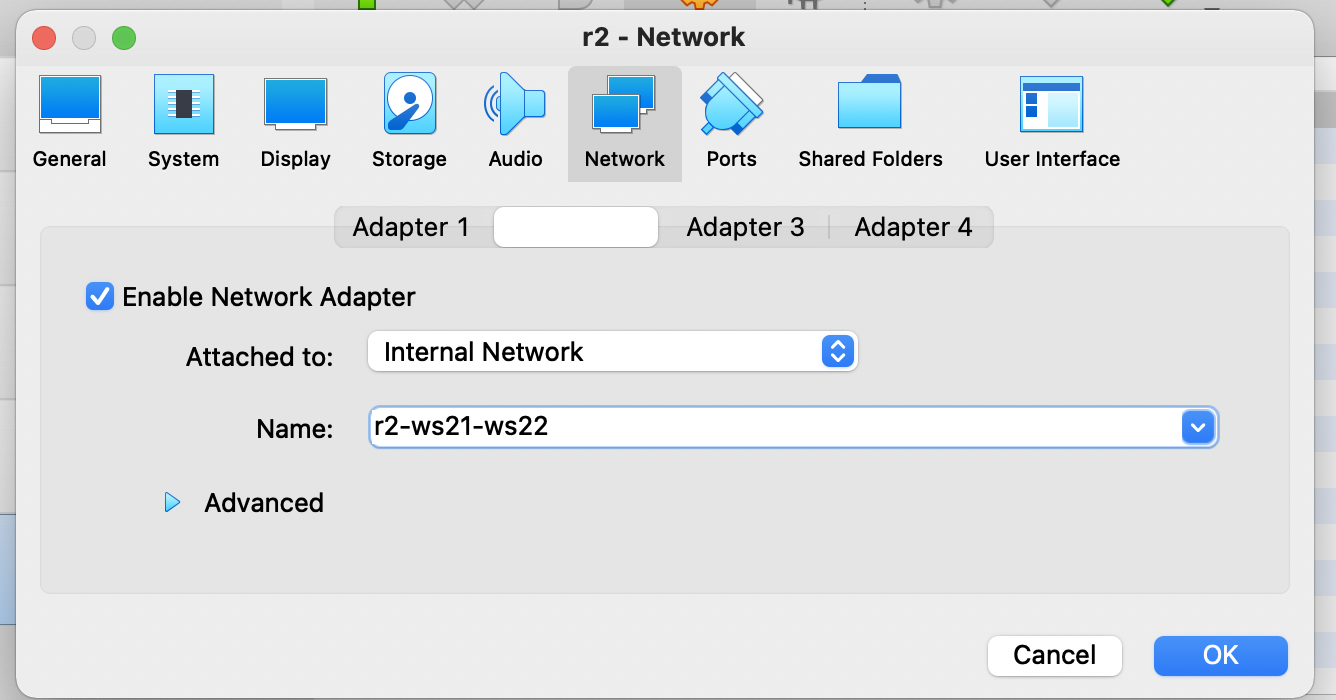 r2 - Network
General System Display Storage Audio Network Ports Shared Folders User Interface
Adapter 1 Adapter 3 Adapter 4
Enable Network Adapter
Attached to: Internal Network
Name: r2-ws21-ws22
Advanced
Cancel OK